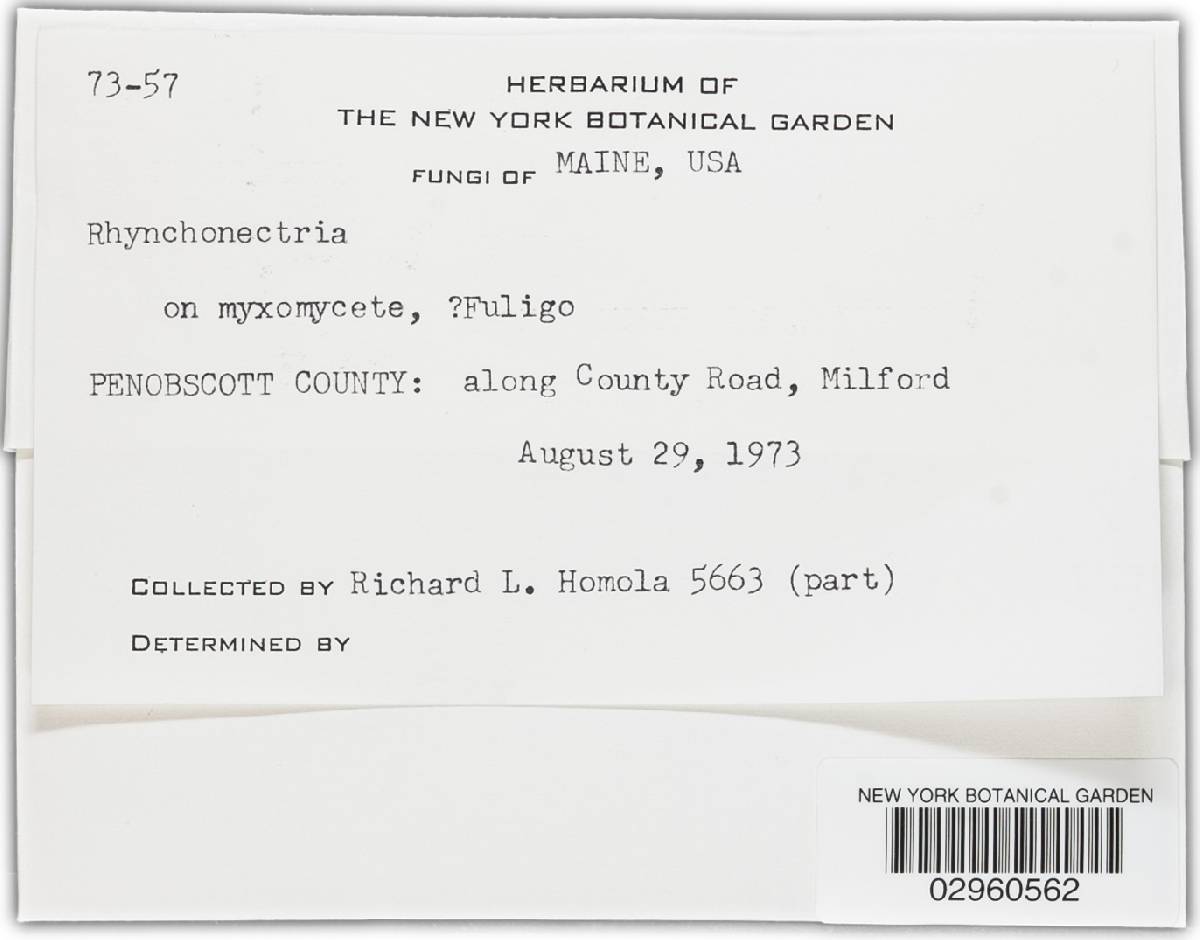 73-57
HERBARIUM OF
THE NEW YORK BOTANICAL GARDEN
FUNGI OF MAINE, USA
Rhynchonectria
on myxomycete, ?Fuligo
PENOBSCOTT COUNTY: along County Road, Milford
August 29, 1973
COLLECTED BY Richard L. Homola 5663 (part)
DETERMINED BY
NEW YORK BOTANICAL GARDEN
02960562